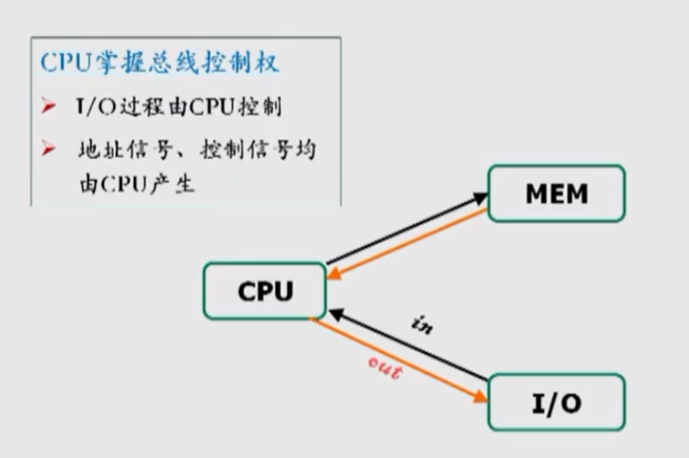 CPU掌握总线控制权
I/O过程由CPU控制
地址信号、控制信号均
由CPU产生
MEM
CPU
in
out
I/O